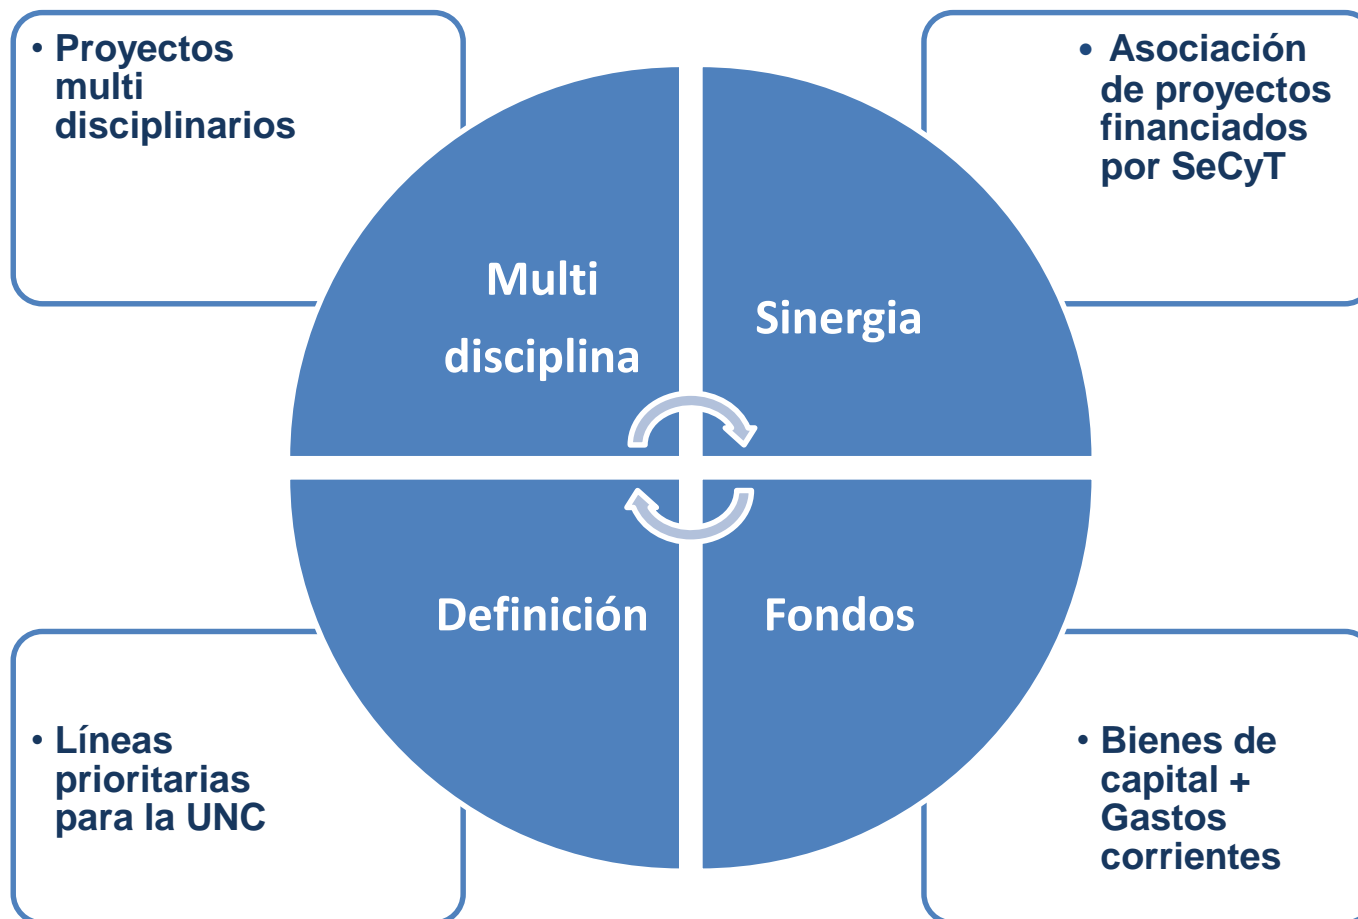 • Proyectos
multi
disciplinarios
• Asociación
de proyectos
financiados
por SeCyT
Multi
disciplina
Sinergia
Definición
Fondos
• Líneas
prioritarias
para la UNC
• Bienes de
capital +
Gastos
corrientes